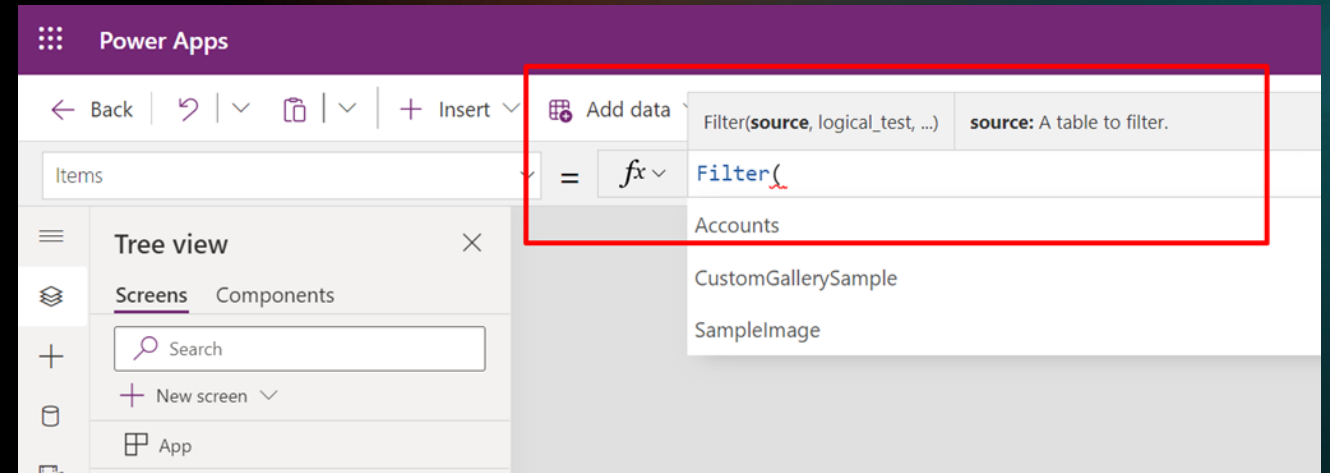 Power Apps
Back Insert Add data
Filter(source, logical_test, ...) source: A table to filter.
Items = fx Filter(
Accounts
CustomGallerySample
SampleImage
Tree view
Screens Components
Search
New screen
App